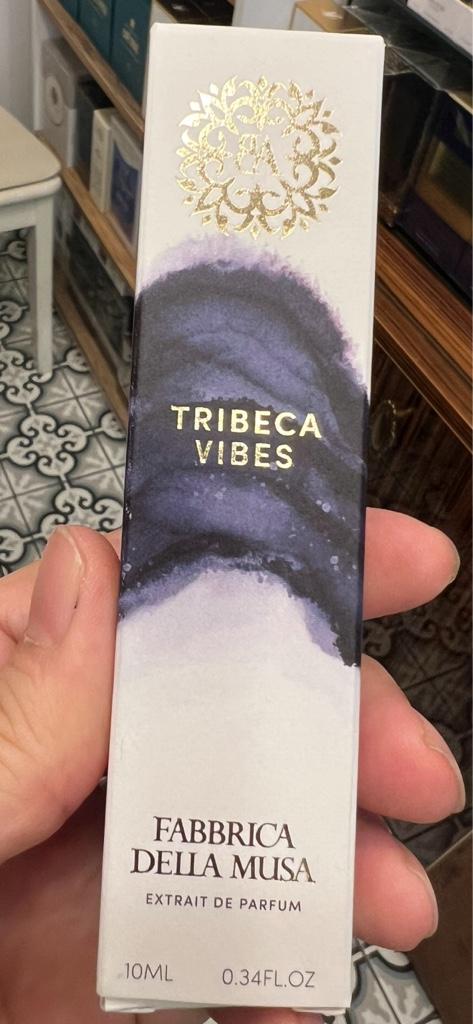 TRIBECA
VIBES
FABBRICA
DELLA MUSA
EXTRAIT DE PARFUM
10ML 0.34FL.OZ